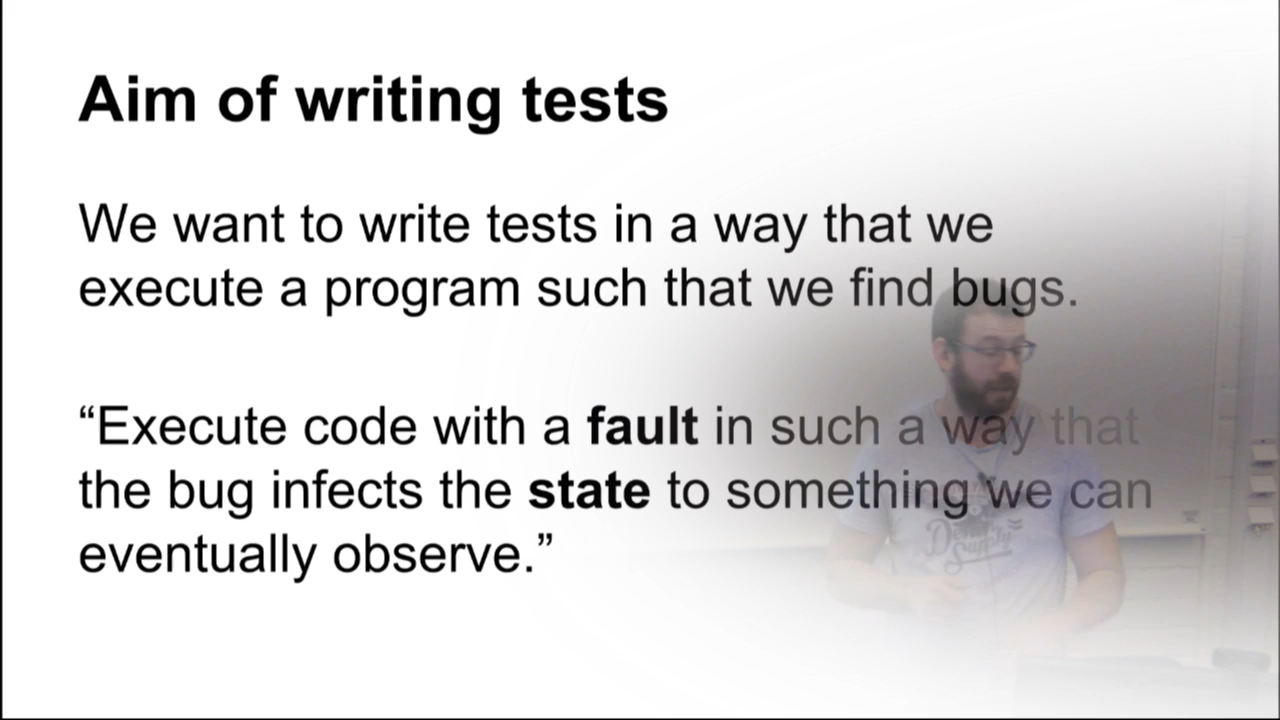 Aim of writing tests
We want to write tests in a way that we
execute a program such that we find bugs.
“Execute code with a fault in such a way that
the bug infects the state to something we can
eventually observe.”
Supply